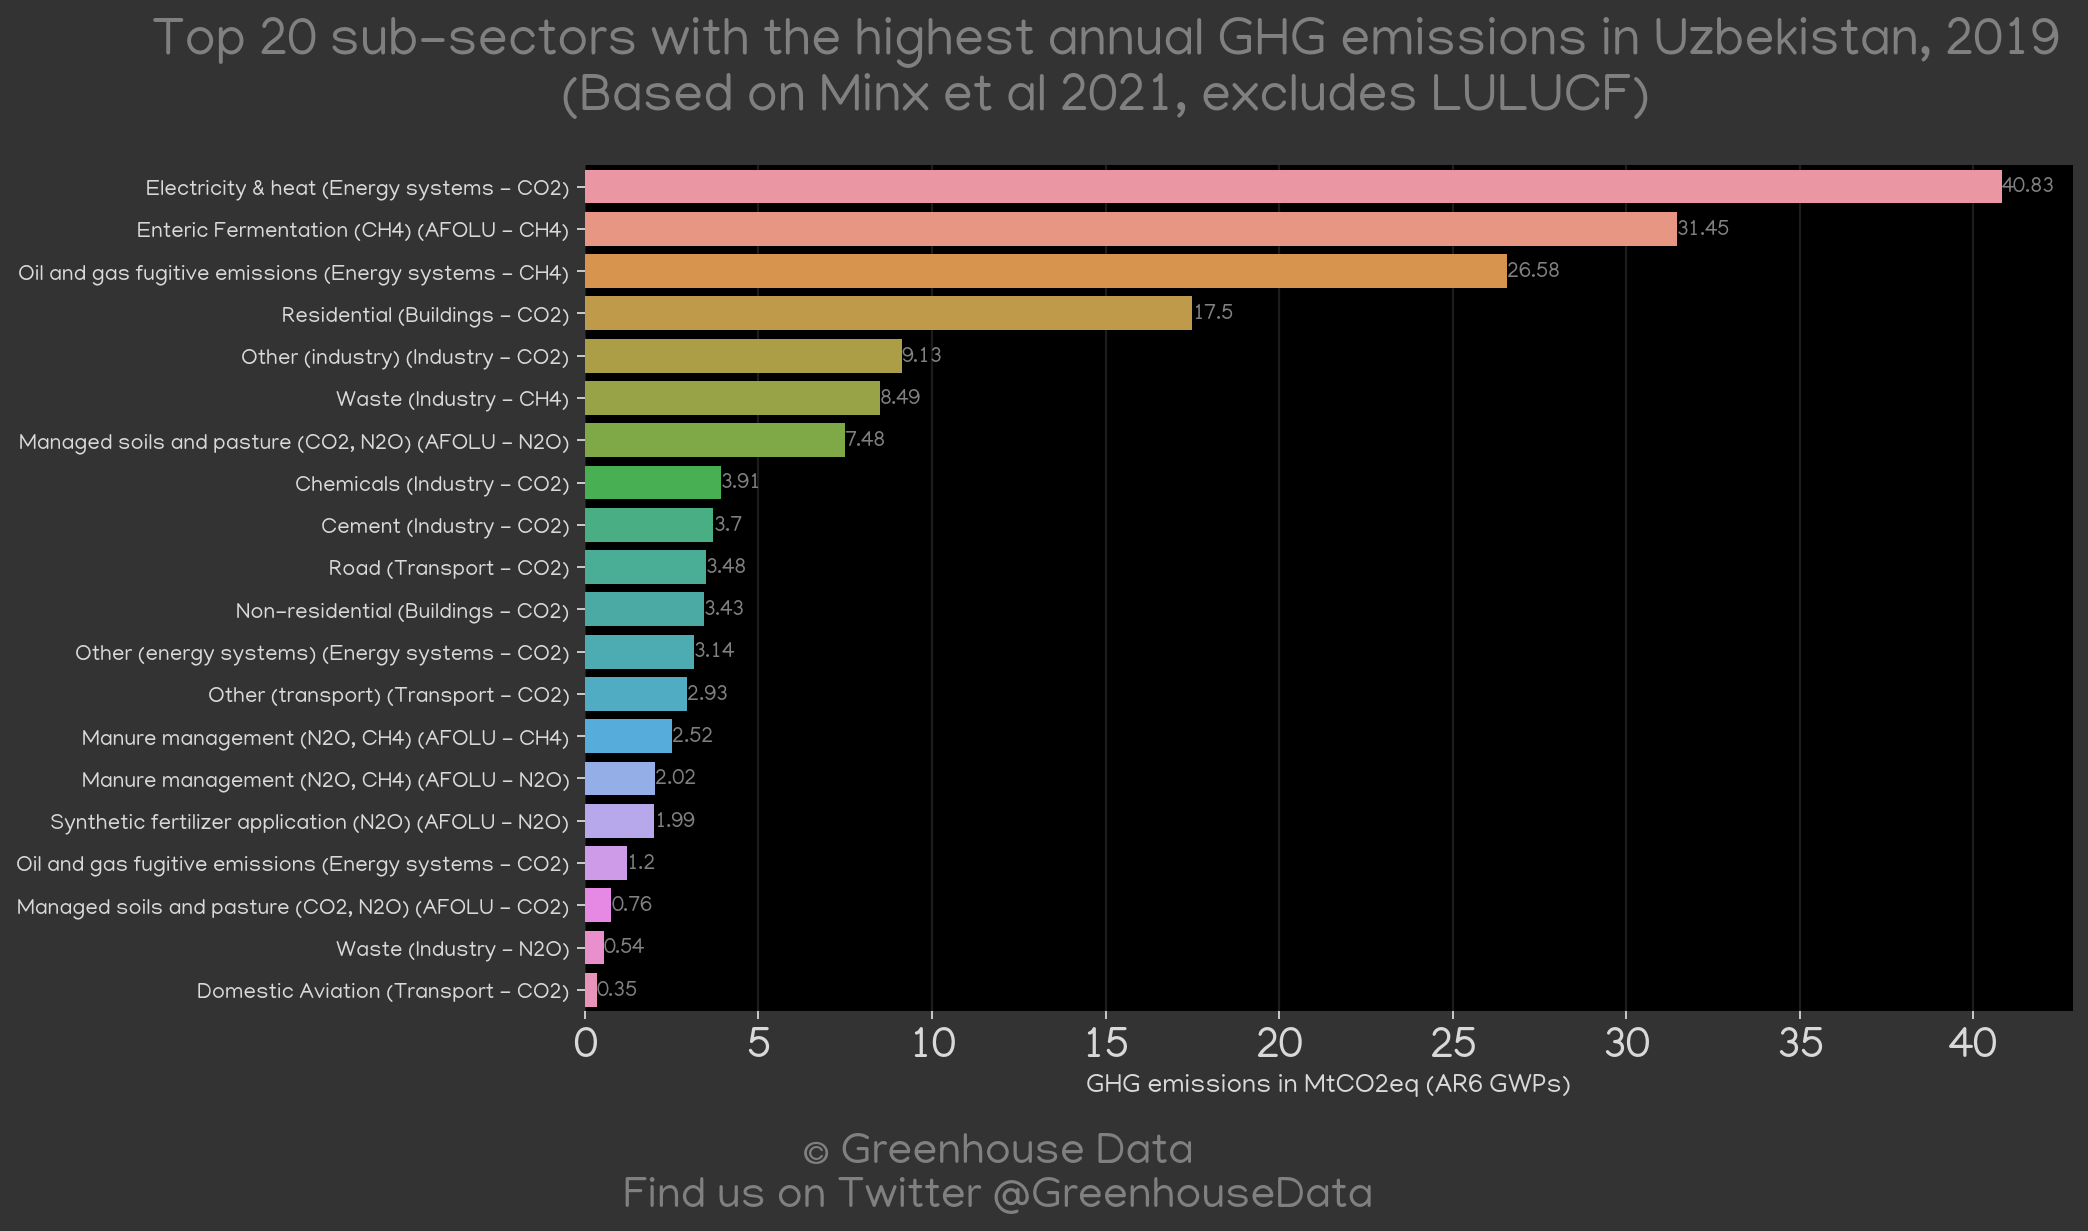 Top 20 sub-sectors with the highest annual GHG emissions in Uzbekistan, 2019
(Based on Minx et al 2021, excludes LULUCF)
Electricity & heat (Energy systems - CO2) 40.83
Enteric Fermentation (CH4) (AFOLU - CH4) 31.45
Oil and gas fugitive emissions (Energy systems - CH4) 26.58
Residential (Buildings - CO2) 17.5
Other (industry) (Industry - CO2) 9.13
Waste (Industry - CH4) 8.49
Managed soils and pasture (CO2, N2O) (AFOLU - N2O) 7.48
Chemicals (Industry - CO2) 3.91
Cement (Industry - CO2) 3.7
Road (Transport - CO2) 3.48
Non-residential (Buildings - CO2) 3.43
Other (energy systems) (Energy systems - CO2) 3.14
Other (transport) (Transport - CO2) 2.93
Manure management (N2O, CH4) (AFOLU - CH4) 2.52
Manure management (N2O, CH4) (AFOLU - N2O) 2.02
Synthetic fertilizer application (N2O) (AFOLU - N2O) 1.99
Oil and gas fugitive emissions (Energy systems - CO2) 1.2
Managed soils and pasture (CO2, N2O) (AFOLU - CO2) 0.76
Waste (Industry - N2O) 0.54
Domestic Aviation (Transport - CO2) 0.35
0 5 10 15 20 25 30 35 40
GHG emissions in MtCO2eq (AR6 GWPs)
© Greenhouse Data
Find us on Twitter @GreenhouseData